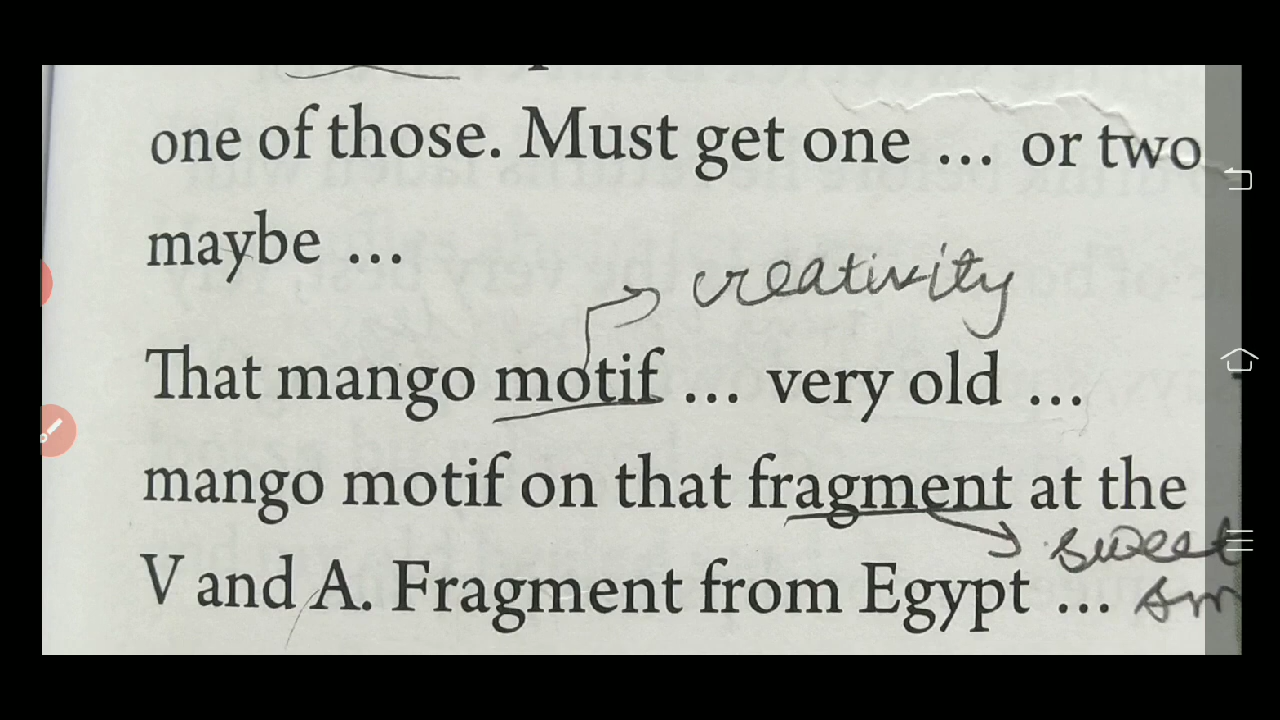 one of those. Must get one ... or two
maybe ...
creativity
That mango motif ... very old ...
mango motif on that fragment at the
sweet
V and A. Fragment from Egypt ...